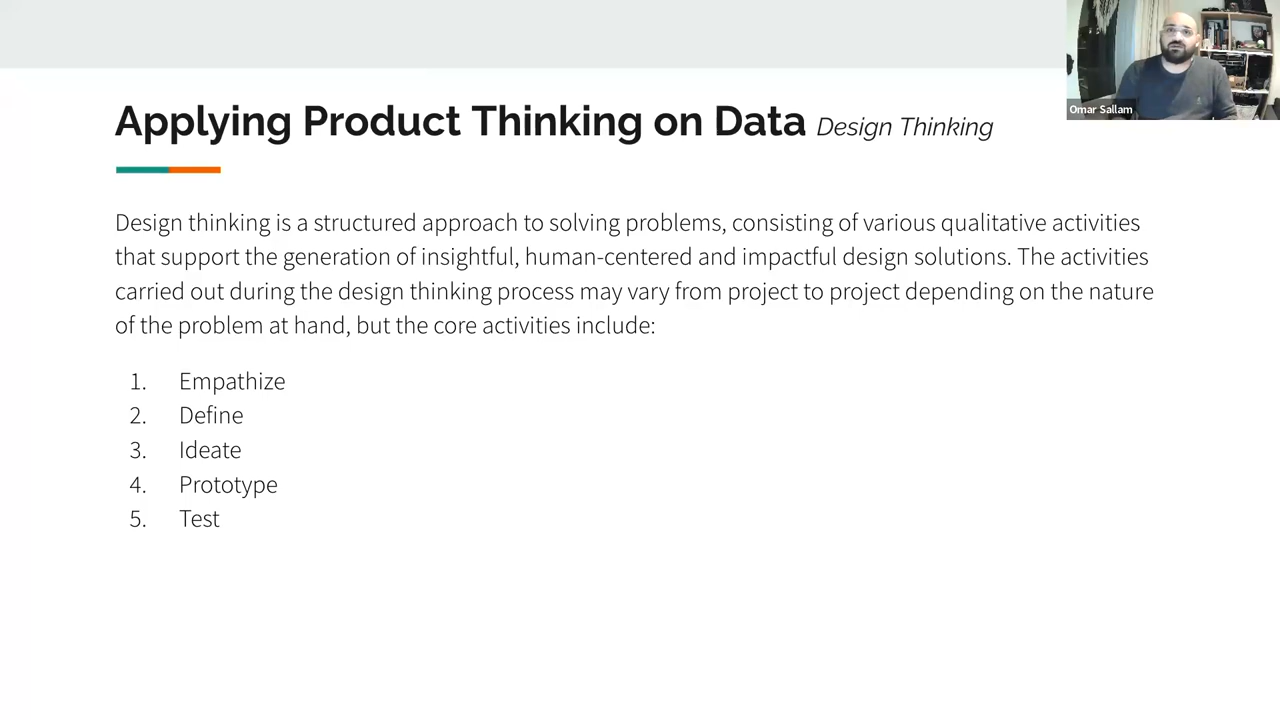 Applying Product Thinking on Data Design Thinking
Omar Sallam
Design thinking is a structured approach to solving problems, consisting of various qualitative activities
that support the generation of insightful, human-centered and impactful design solutions. The activities
carried out during the design thinking process may vary from project to project depending on the nature
of the problem at hand, but the core activities include:
1. Empathize
2. Define
3. Ideate
4. Prototype
5. Test